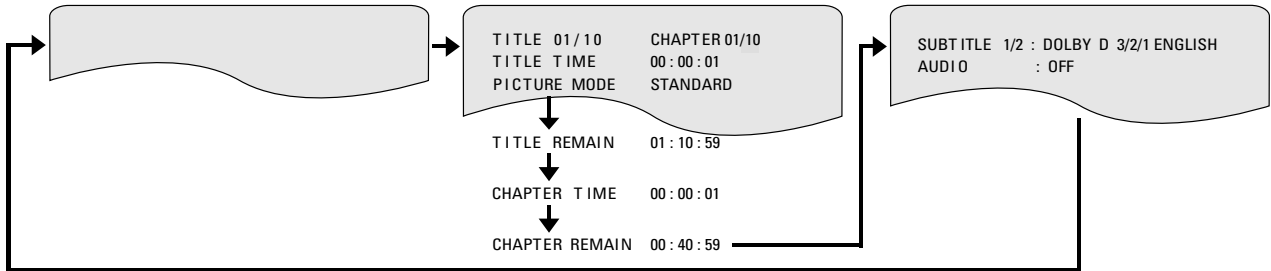 TITLE 01/10 CHAPTER 01/10
TITLE TIME 00:00:01
PICTURE MODE STANDARD
TITLE REMAIN 01:10:59
CHAPTER TIME 00:00:01
CHAPTER REMAIN 00:40:59
SUBTITLE 1/2 : DOLBY D 3/2/1 ENGLISH
AUDIO : OFF